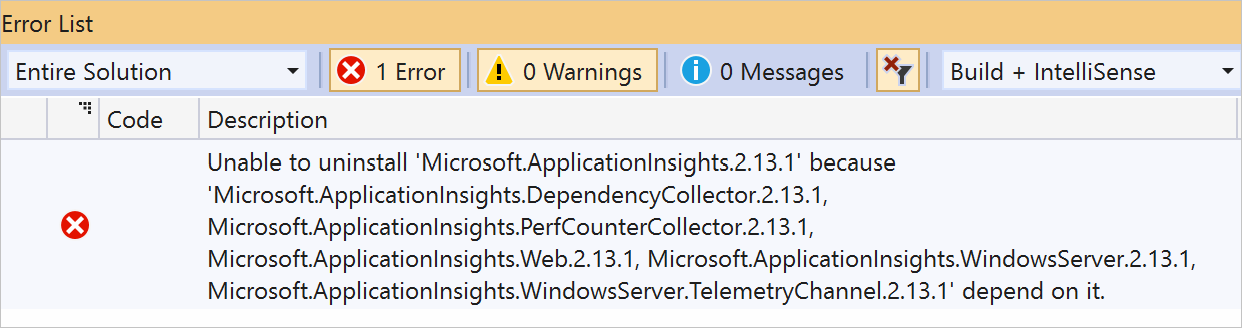 Error List
Entire Solution 1 Error 0 Warnings 0 Messages Build + IntelliSense
Code Description
Unable to uninstall 'Microsoft.ApplicationInsights.2.13.1' because
'Microsoft.ApplicationInsights.DependencyCollector.2.13.1,
Microsoft.ApplicationInsights.PerfCounterCollector.2.13.1,
Microsoft.ApplicationInsights.Web.2.13.1, Microsoft.ApplicationInsights.WindowsServer.2.13.1,
Microsoft.ApplicationInsights.WindowsServer.TelemetryChannel.2.13.1' depend on it.